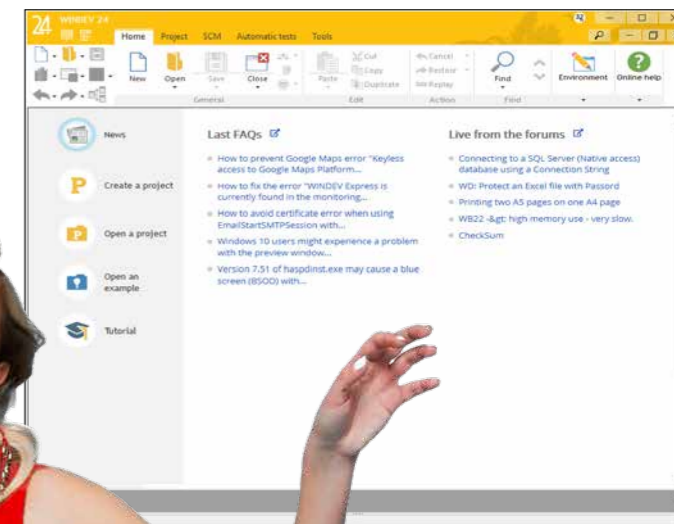 24 WINDEV 24
Home Project SCM Automatic tests Tools
New Open Save Close Paste Cut Copy Duplicate Cancel Restore Replay Find Environment Online help
General Edit Action Find
News
Create a project
Open a project
Open an
example
Tutorial
Last FAQs
How to prevent Google Maps error "Keyless
access to Google Maps Platform...
How to fix the error "WINDEV Express is
currently found in the monitoring...
How to avoid certificate error when using
EmailStartSMTPSession with...
Windows 10 users might experience a problem
with the preview window...
Version 7.51 of haspdinst.exe may cause a blue
screen (BSOD) with...
Live from the forums
Connecting to a SQL Server (Native access)
database using a Connection String
WD: Protect an Excel file with Passord
Printing two A5 pages on one A4 page
WB22 -&gt: high memory use - very slow.
CheckSum